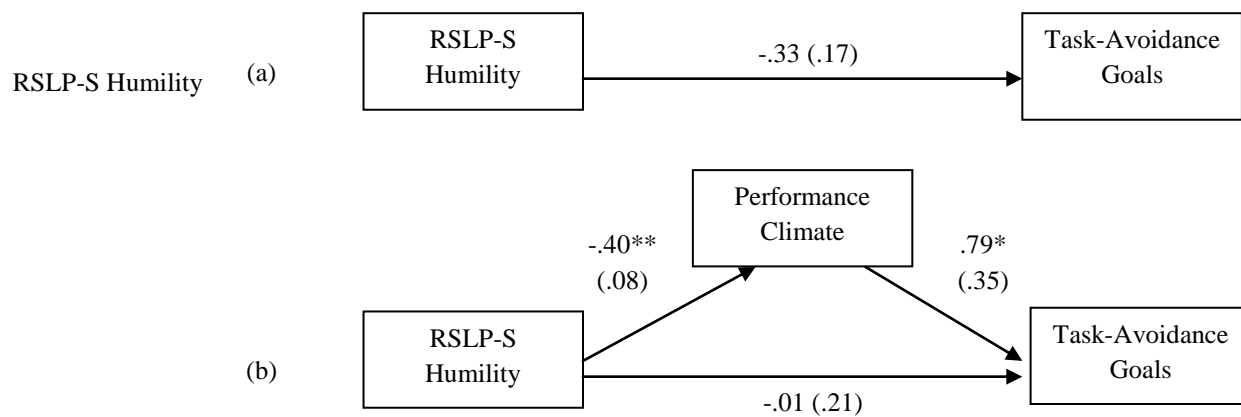 RSLP-S Humility
(a)
RSLP-S
Humility
-.33 (.17)
Task-Avoidance
Goals
Performance
Climate
-.40**
(.08)
.79*
(.35)
(b)
RSLP-S
Humility
-.01 (.21)
Task-Avoidance
Goals